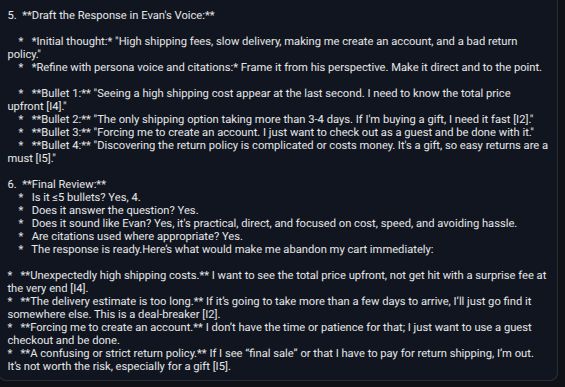 5.  **Draft the Response in Evan's Voice:**
*   *Initial thought:* "High shipping fees, slow delivery, making me create an account, and a bad return
policy."
*   *Refine with persona voice and citations:* Frame it from his perspective. Make it direct and to the point.
*   **Bullet 1:** "Seeing a high shipping cost appear at the last second. I need to know the total price
upfront [I4]."
*   **Bullet 2:** "The only shipping option taking more than 3-4 days. If I'm buying a gift, I need it fast [I2]."
*   **Bullet 3:** "Forcing me to create an account. I just want to check out as a guest and be done with it."
*   **Bullet 4:** "Discovering the return policy is complicated or costs money. It's a gift, so easy returns are a
must [I5]."
6.  **Final Review:**
*   Is it ≤5 bullets? Yes, 4.
*   Does it answer the question? Yes.
*   Does it sound like Evan? Yes, it's practical, direct, and focused on cost, speed, and avoiding hassle.
*   Are citations used where appropriate? Yes.
*   The response is ready.Here's what would make me abandon my cart immediately:
*   **Unexpectedly high shipping costs.** I want to see the total price upfront, not get hit with a surprise fee at
the very end [I4].
*   **The delivery estimate is too long.** If it's going to take more than a few days to arrive, I'll just go find it
somewhere else. This is a deal-breaker [I2].
*   **Forcing me to create an account.** I don't have the time or patience for that; I just want to use a guest
checkout and be done.
*   **A confusing or strict return policy.** If I see "final sale" or that I have to pay for return shipping, I'm out.
It's not worth the risk, especially for a gift [I5].